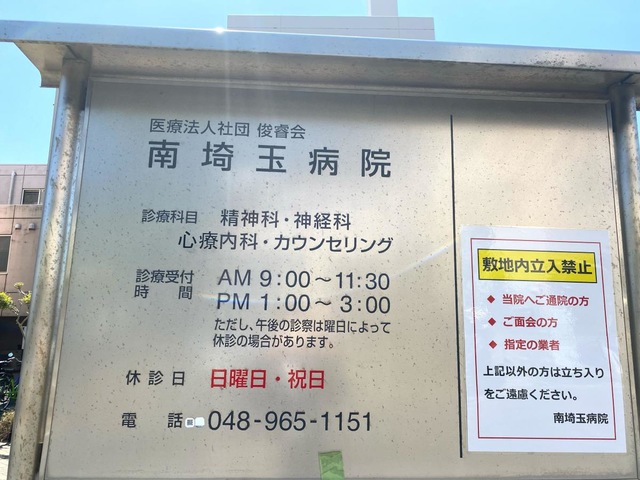 医療法人社団 俊睿会
南埼玉病院
診療科目 精神科・神経科
心療内科・カウンセリング
診療受付 AM 9:00～11:30
時間 PM 1:00～3:00
ただし、午後の診察は曜日によって
休診の場合があります。
休診日 日曜日・祝日
電話 048-965-1151
敷地内立入禁止
◆ 当院へご通院の方
◆ ご面会の方
◆ 指定の業者
上記以外の方は立ち入り
をご遠慮ください。
南埼玉病院